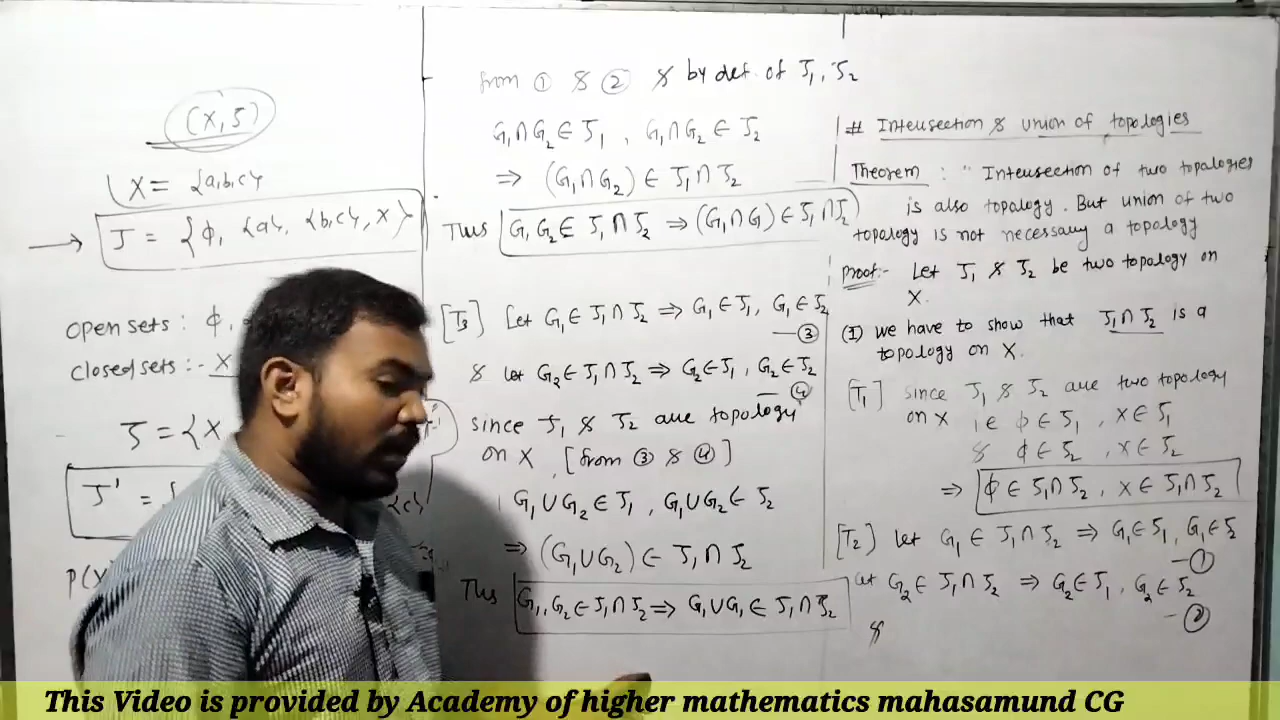 (X, J)
X = {a,b,c}
J = {ϕ, {a}, {b,c}, X}
open sets : ϕ,
closed sets :- X
J = {X
J' = {
{c}
P(X
from ① & ② & by def. of J₁, J₂
G₁∩G₂ ∈ J₁ , G₁∩G₂ ∈ J₂
⇒ (G₁∩G₂) ∈ J₁∩J₂
Thus G₁ G₂ ∈ J₁∩J₂ ⇒ (G₁∩G) ∈ J₁∩J₂
[T₃] Let G₁ ∈ J₁∩J₂ ⇒ G₁ ∈ J₁, G₁ ∈ J₂
—③
& let G₂ ∈ J₁∩J₂ ⇒ G₂ ∈ J₁ , G₂ ∈ J₂
—④
since J₁ & J₂ are topology
on X [from ③ & ④]
G₁∪G₂ ∈ J₁ , G₁∪G₂ ∈ J₂
⇒ (G₁∪G₂) ∈ J₁∩J₂
Thus G₁, G₂ ∈ J₁∩J₂ ⇒ G₁∪G₁ ∈ J₁∩J₂
# Intersection & union of topologies
Theorem : " Intersection of two topalogies
is also topology. But union of two
topology is not necessary a topology
Proof:- Let J₁ & J₂ be two topology on
X.
(I) we have to show that J₁∩J₂ is a
topology on X.
[T₁] since J₁ & J₂ are two topology
on X ie ϕ ∈ J₁ , X ∈ J₁
& ϕ ∈ J₂ , X ∈ J₂
⇒ ϕ ∈ J₁∩J₂ , X ∈ J₁∩J₂
[T₂] let G₁ ∈ J₁∩J₂ ⇒ G₁ ∈ J₁, G₁ ∈ J₂
—①
let G₂ ∈ J₁∩J₂ ⇒ G₂ ∈ J₁ , G₂ ∈ J₂
—②
&
This Video is provided by Academy of higher mathematics mahasamund CG